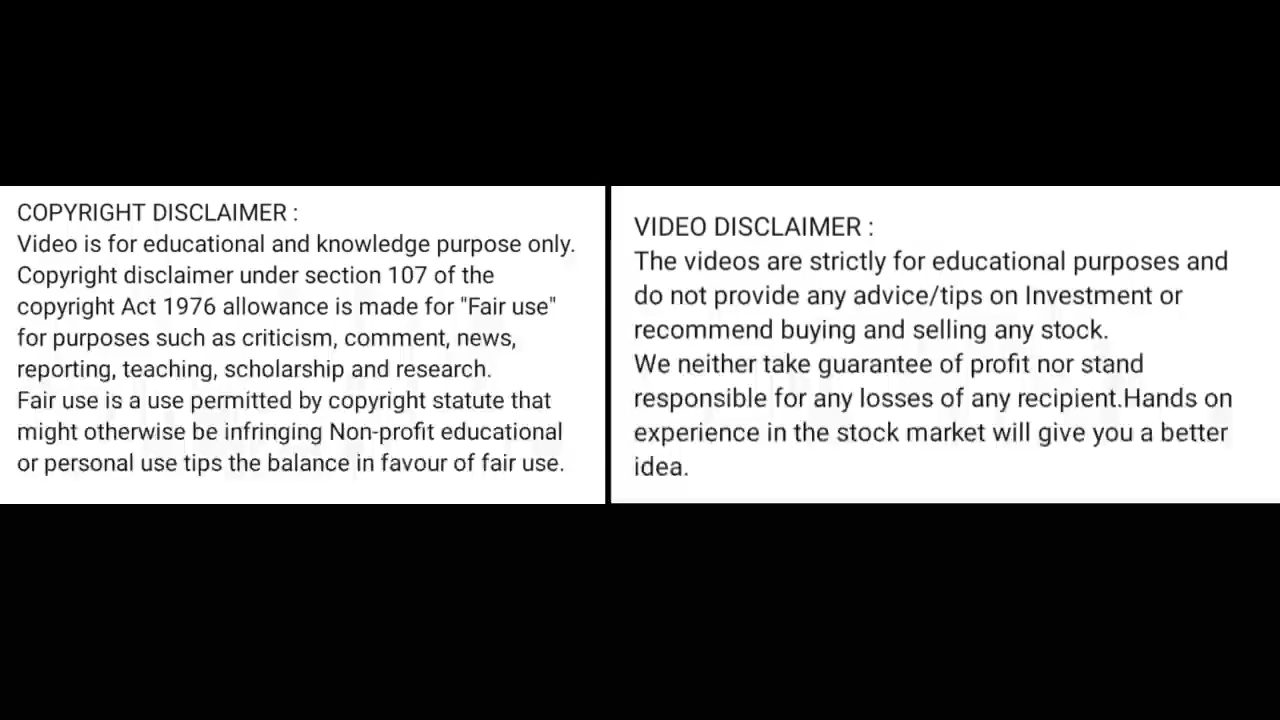 COPYRIGHT DISCLAIMER :
Video is for educational and knowledge purpose only.
Copyright disclaimer under section 107 of the
copyright Act 1976 allowance is made for "Fair use"
for purposes such as criticism, comment, news,
reporting, teaching, scholarship and research.
Fair use is a use permitted by copyright statute that
might otherwise be infringing Non-profit educational
or personal use tips the balance in favour of fair use.
VIDEO DISCLAIMER :
The videos are strictly for educational purposes and
do not provide any advice/tips on Investment or
recommend buying and selling any stock.
We neither take guarantee of profit nor stand
responsible for any losses of any recipient.Hands on
experience in the stock market will give you a better
idea.